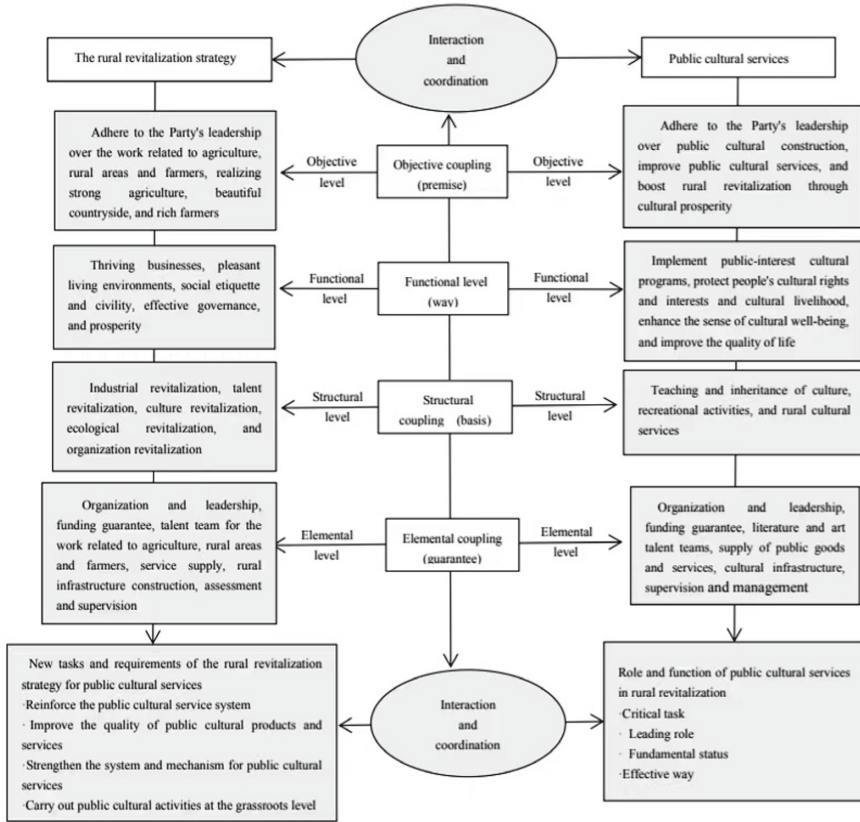 Interaction
and
coordination
The rural revitalization strategy
Public cultural services
Adhere to the Party's leadership
over the work related to agriculture,
rural areas and farmers, realizing
strong agriculture, beautiful
countryside, and rich farmers
Objective
level
Objective coupling
(premise)
Objective
level
Adhere to the Party's leadership
over public cultural construction,
improve public cultural services, and
boost rural revitalization through
cultural prosperity
Thriving businesses, pleasant
living environments, social etiquette
and civility, effective governance,
and prosperity
Functional
level
Functional level
(way)
Functional
level
Implement public-interest cultural
programs, protect people's cultural rights
and interests and cultural livelihood,
enhance the sense of cultural well-being,
and improve the quality of life
Industrial revitalization, talent
revitalization, culture revitalization,
ecological revitalization, and
organization revitalization
Structural
level
Structural
coupling (basis)
Structural
level
Teaching and inheritance of culture,
recreational activities, and rural cultural
services
Organization and leadership,
funding guarantee, talent team for the
work related to agriculture, rural areas
and farmers, service supply, rural
infrastructure construction, assessment
and supervision
Elemental
level
Elemental coupling
(guarantee)
Elemental
level
Organization and leadership,
funding guarantee, literature and art
talent teams, supply of public goods
and services, cultural infrastructure,
supervision and management
New tasks and requirements of the rural revitalization
strategy for public cultural services
·Reinforce the public cultural service system
· Improve the quality of public cultural products and
services
·Strengthen the system and mechanism for public cultural
services
·Carry out public cultural activities at the grassroots level
Interaction
and
coordination
Role and function of public cultural services
in rural revitalization
·Critical task
· Leading role
· Fundamental status
·Effective way